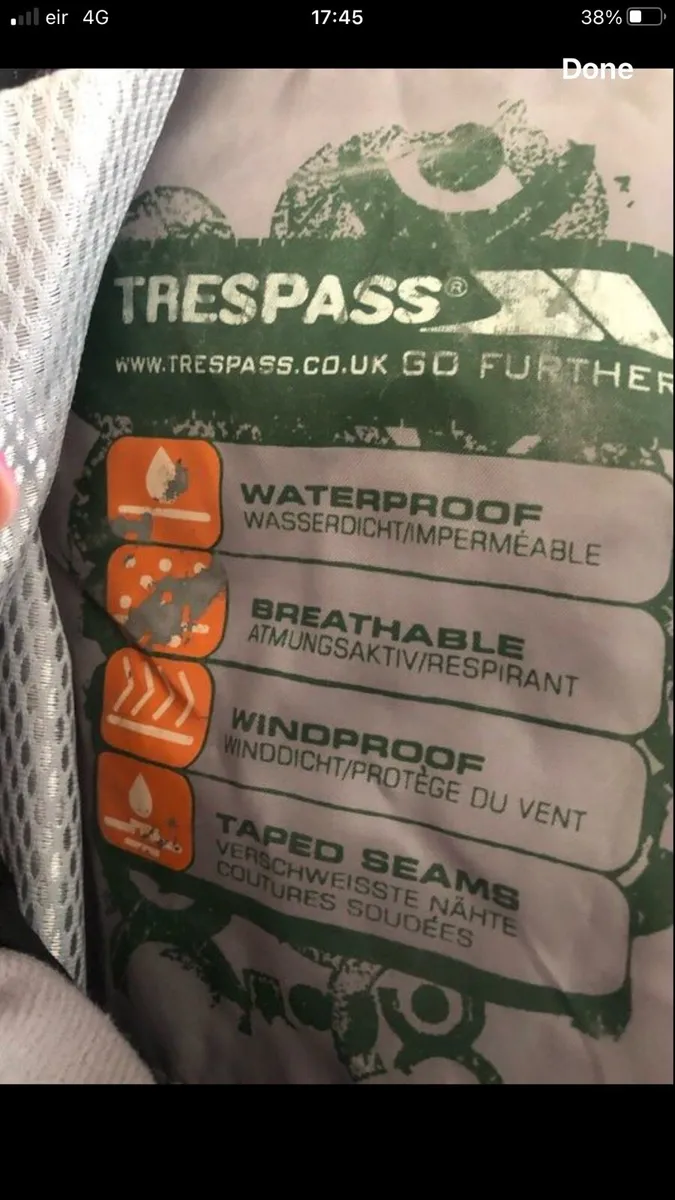 eir 4G 17:45 38%
Done
TRESPASS®
WWW.TRESPASS.CO.UK GO FURTHER
WATERPROOF
WASSERDICHT/IMPERMÉABLE
BREATHABLE
ATMUNGSAKTIV/RESPIRANT
WINDPROOF
WINDDICHT/PROTÈGE DU VENT
TAPED SEAMS
VERSCHWEISSTE NÄHTE
COUTURES SOUDÉES